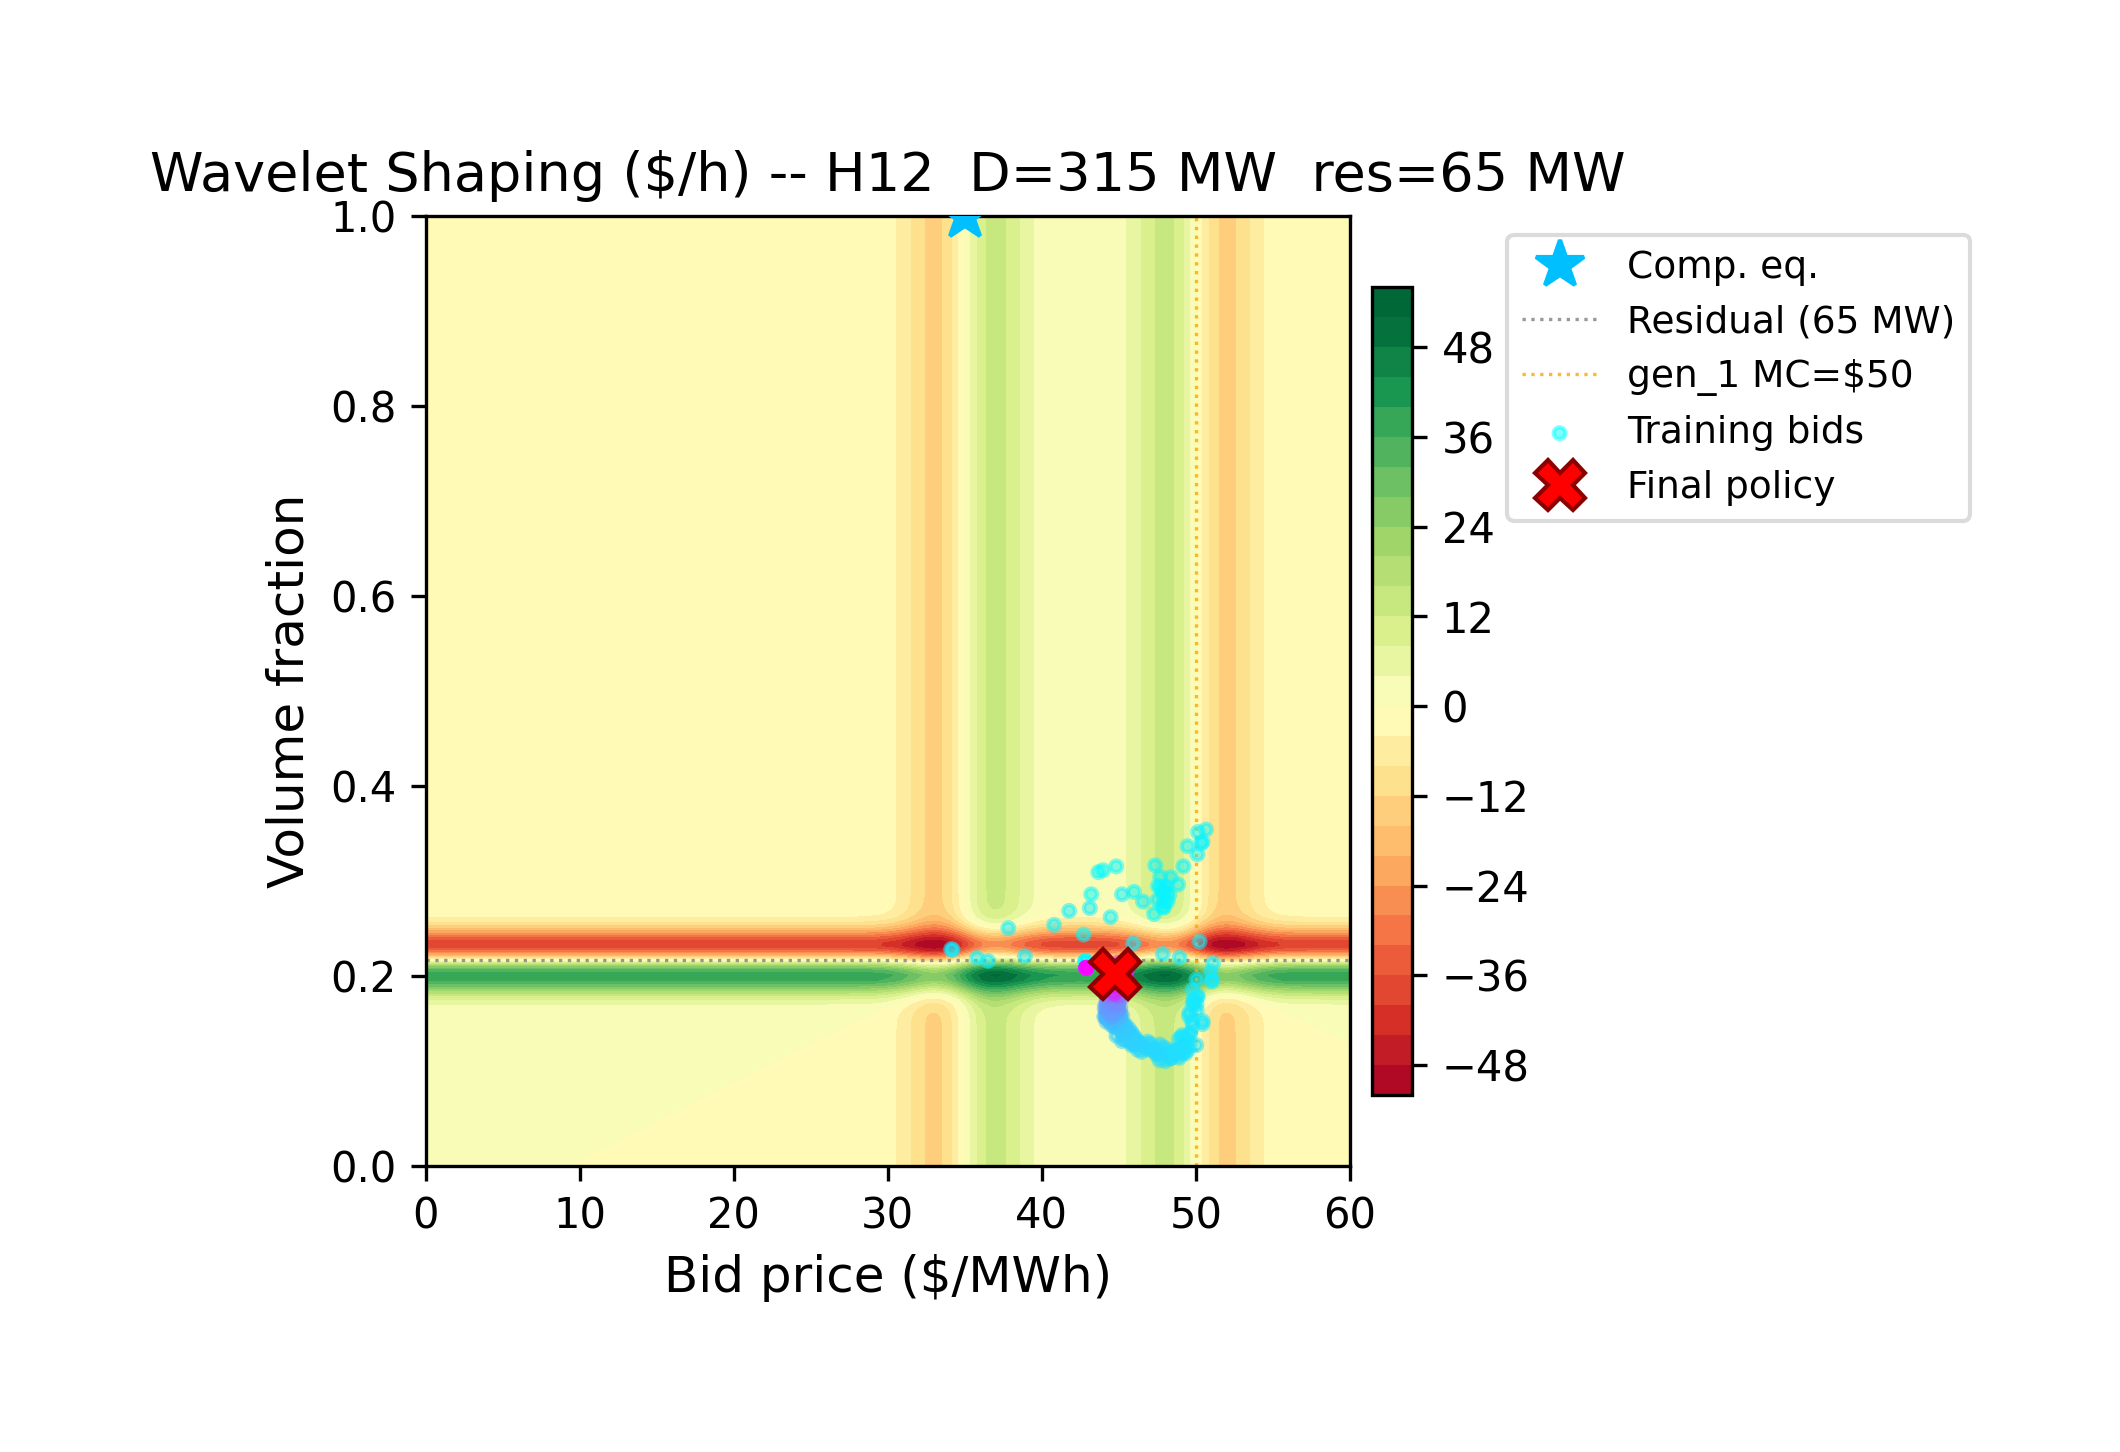 Wavelet Shaping ($/h) -- H12  D=315 MW  res=65 MW
1.0
0.8
0.6
0.4
0.2
0.0
Volume fraction
0 10 20 30 40 50 60
Bid price ($/MWh)
48
36
24
12
0
−12
−24
−36
−48
Comp. eq.
Residual (65 MW)
gen_1 MC=$50
Training bids
Final policy